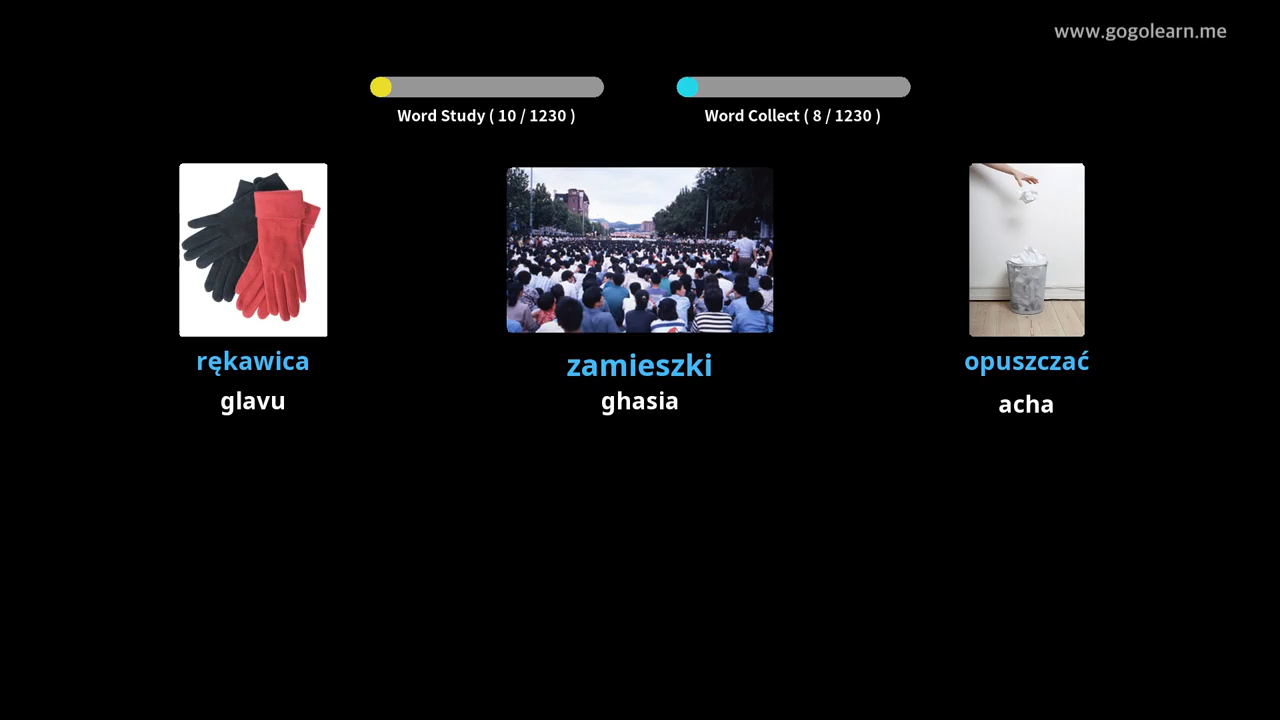 www.gogolearn.me
Word Study ( 10 / 1230 )
Word Collect ( 8 / 1230 )
rękawica
zamieszki
opuszczać
glavu
ghasia
acha